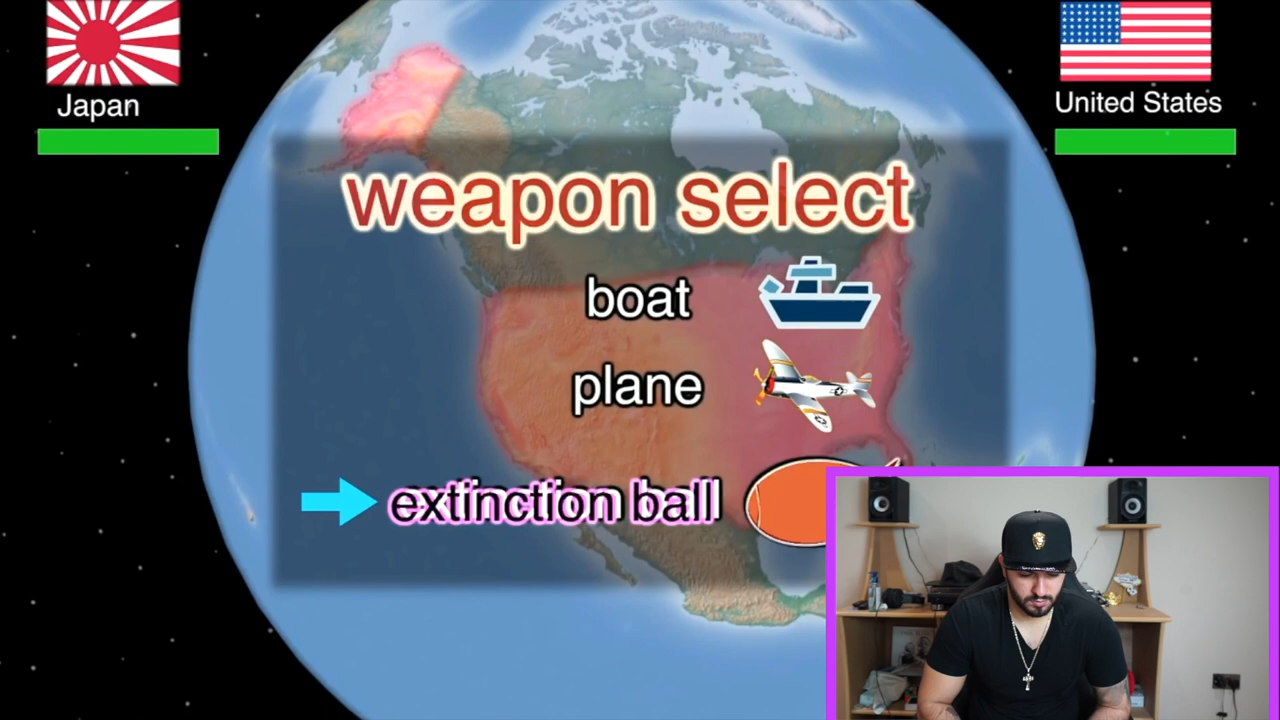 Japan
United States
weapon select
boat
plane
extinction ball